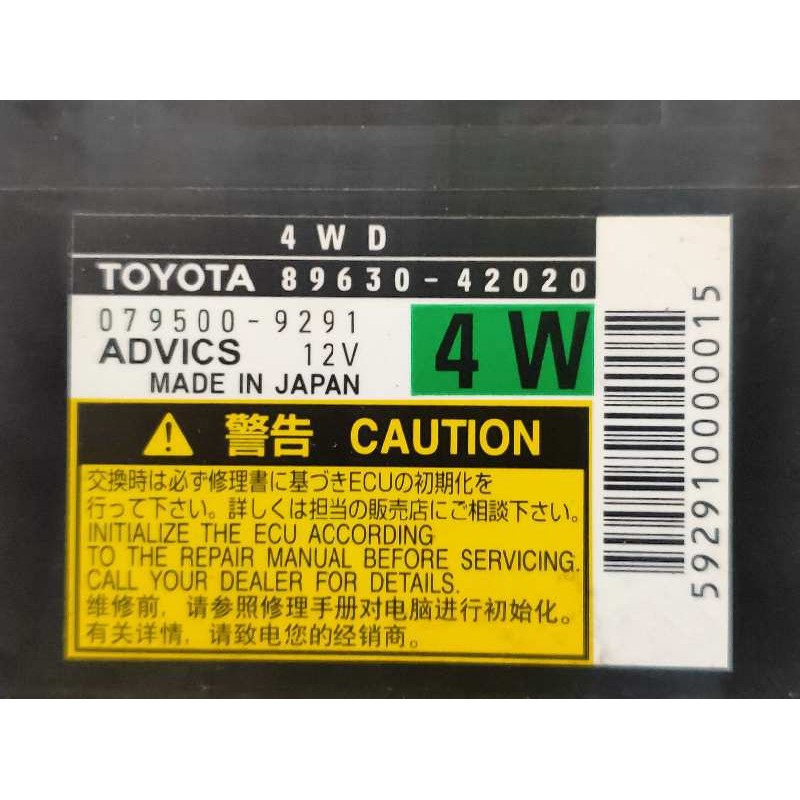 4WD
TOYOTA 89630-42020
079500-9291
ADVICS 12V
MADE IN JAPAN
4W
警告 CAUTION
交換時は必ず修理書に基づきECUの初期化を
行って下さい。詳しくは担当の販売店にご相談下さい。
INITIALIZE THE ECU ACCORDING
TO THE REPAIR MANUAL BEFORE SERVICING.
CALL YOUR DEALER FOR DETAILS.
维修前，请参照修理手册对电脑进行初始化。
有关详情，请致电您的经销商。
592910000015